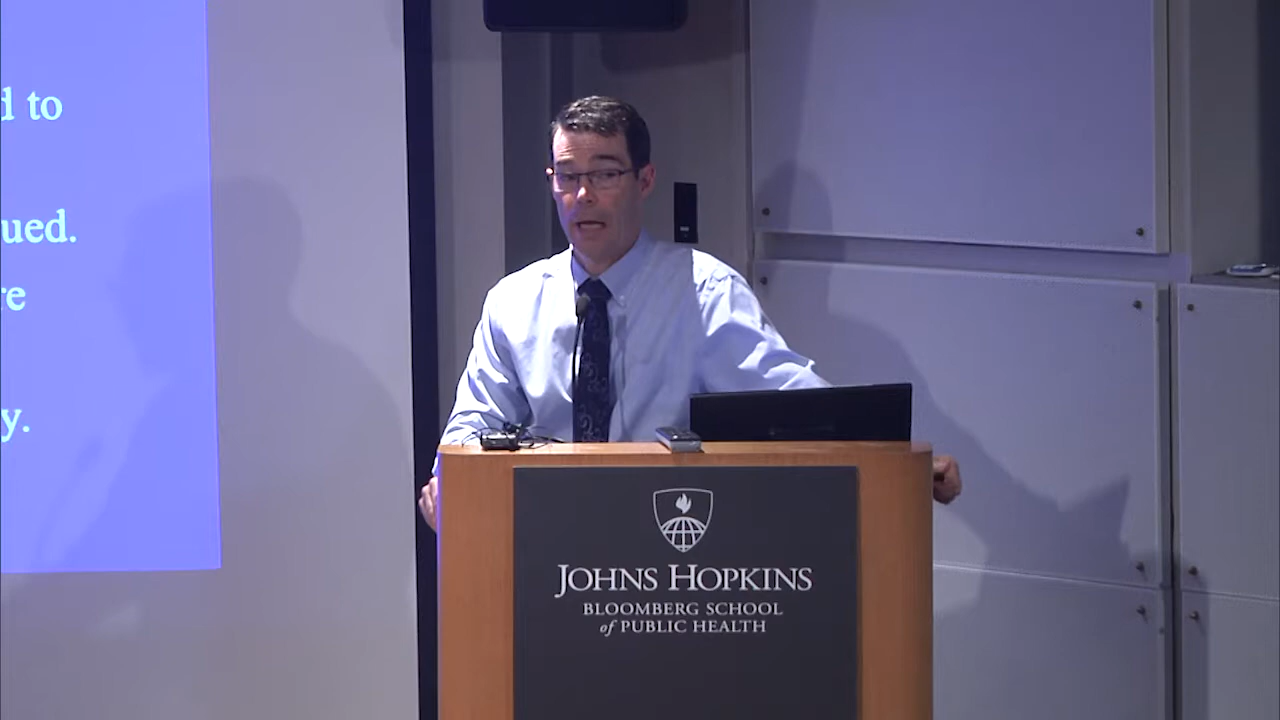 d to
ued.
re
y.
JOHNS HOPKINS
BLOOMBERG SCHOOL
of PUBLIC HEALTH